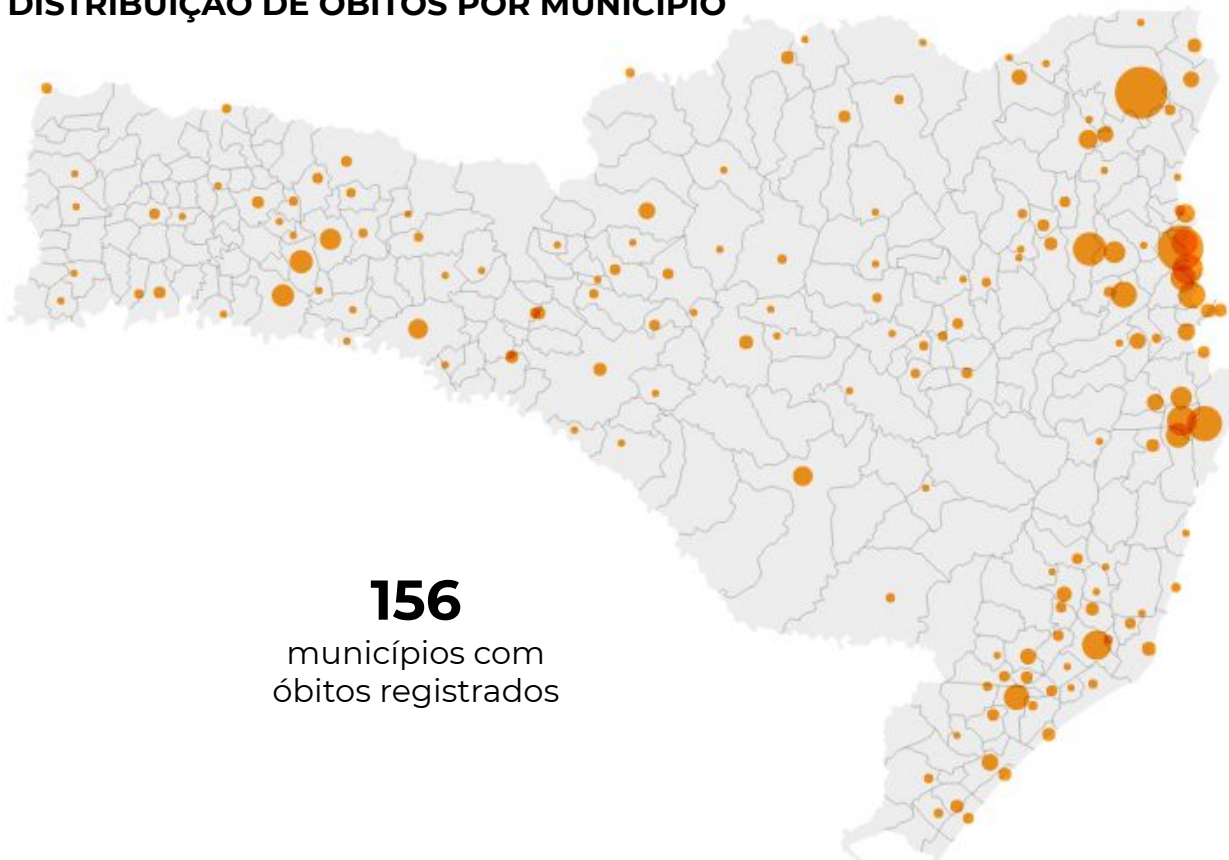 DISTRIBUIÇÃO DE ÓBITOS POR MUNICÍPIO
156
municípios com
óbitos registrados